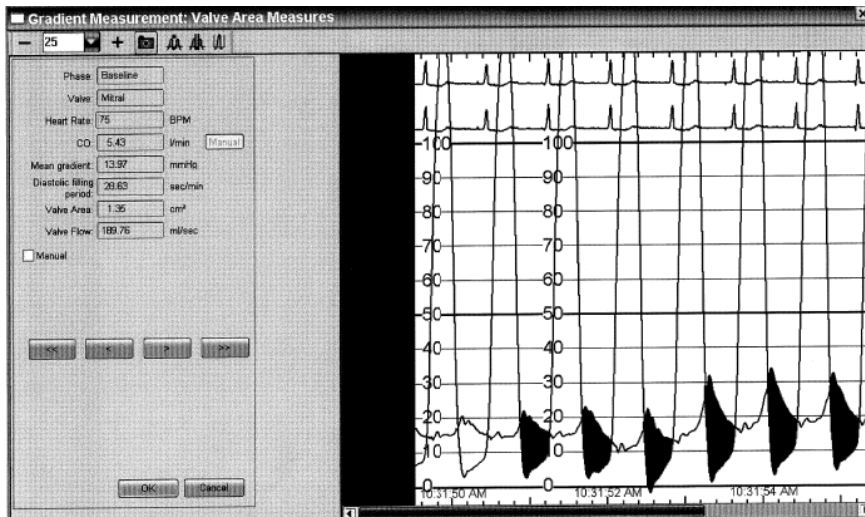 Gradient Measurement: Valve Area Measures
25
Phase: Baseline
Valve: Mitral
Heart Rate: 75 BPM
CO: 5.43 l/min Manual
Mean gradient: 13.97 mmHg
Diastolic filling
period: 28.63 sec/min
Valve Area: 1.35 cm²
Valve Flow: 189.76 ml/sec
Manual
<< < > >>
OK Cancel
100 100
90 90
80 80
70 70
60 60
50 50
40 40
30 30
20 20
10 10
0 0
10:31:50 AM 10:31:52 AM 10:31:54 AM